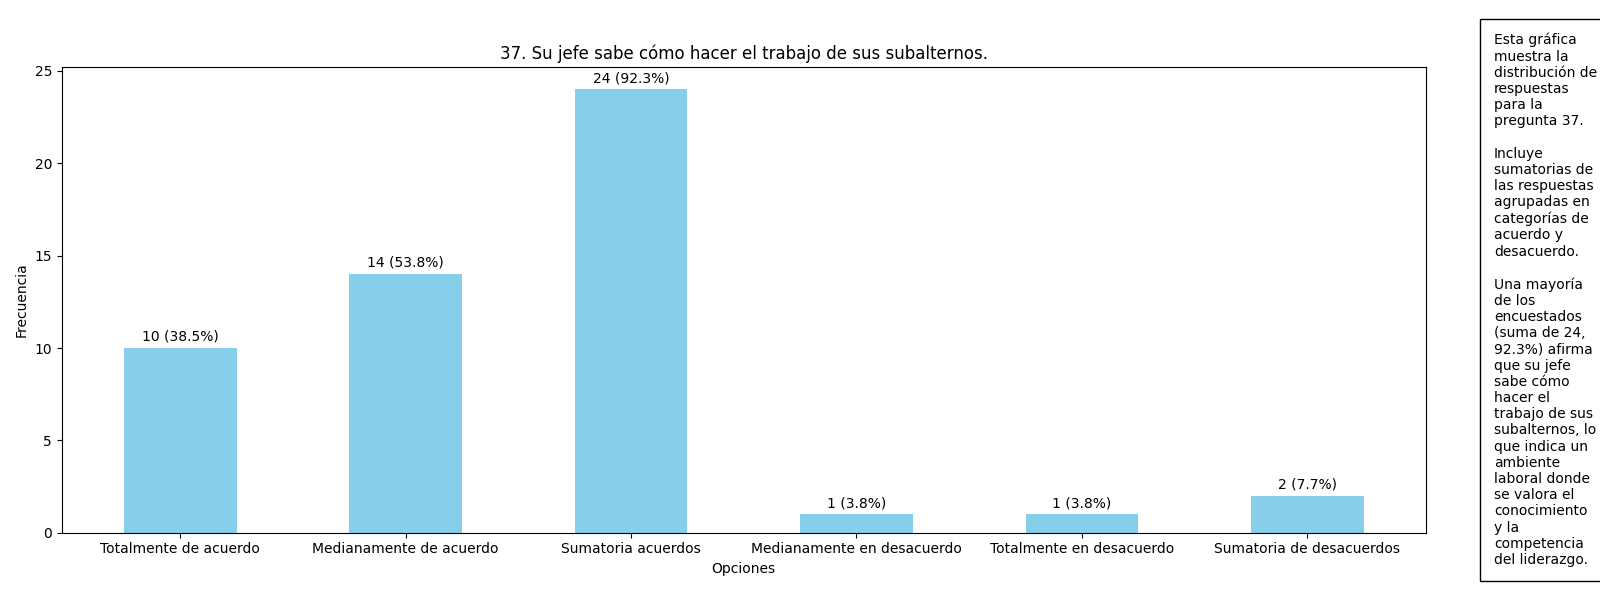 37. Su jefe sabe cómo hacer el trabajo de sus subalternos.
25
20
15
10
5
0
Frecuencia
10 (38.5%)
14 (53.8%)
24 (92.3%)
1 (3.8%)
1 (3.8%)
2 (7.7%)
Totalmente de acuerdo
Medianamente de acuerdo
Sumatoria acuerdos
Medianamente en desacuerdo
Totalmente en desacuerdo
Sumatoria de desacuerdos
Opciones
Esta gráfica
muestra la
distribución de
respuestas
para la
pregunta 37.
Incluye
sumatorias de
las respuestas
agrupadas en
categorías de
acuerdo y
desacuerdo.
Una mayoría
de los
encuestados
(suma de 24,
92.3%) afirma
que su jefe
sabe cómo
hacer el
trabajo de sus
subalternos, lo
que indica un
ambiente
laboral donde
se valora el
conocimiento
y la
competencia
del liderazgo.